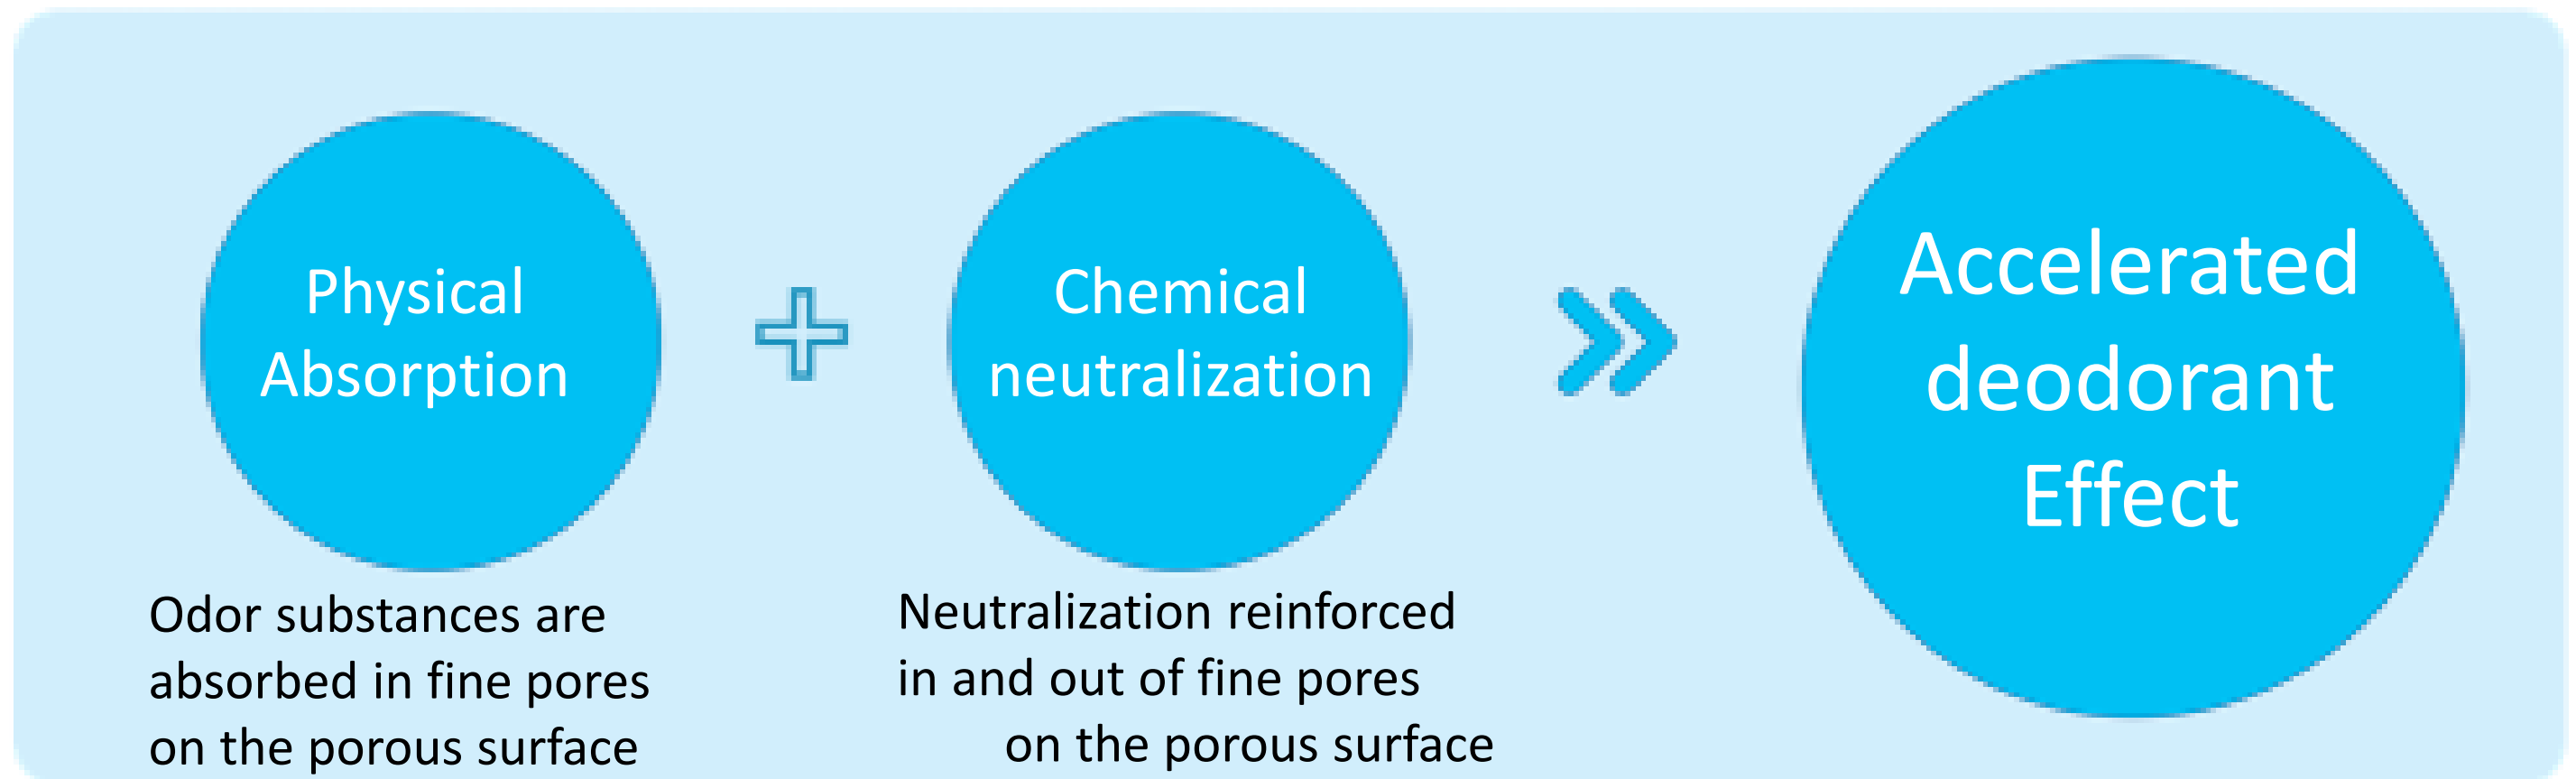 Physical
Absorption
Chemical
neutralization
Accelerated
deodorant
Effect
Odor substances are
absorbed in fine pores
on the porous surface
Neutralization reinforced
in and out of fine pores
on the porous surface